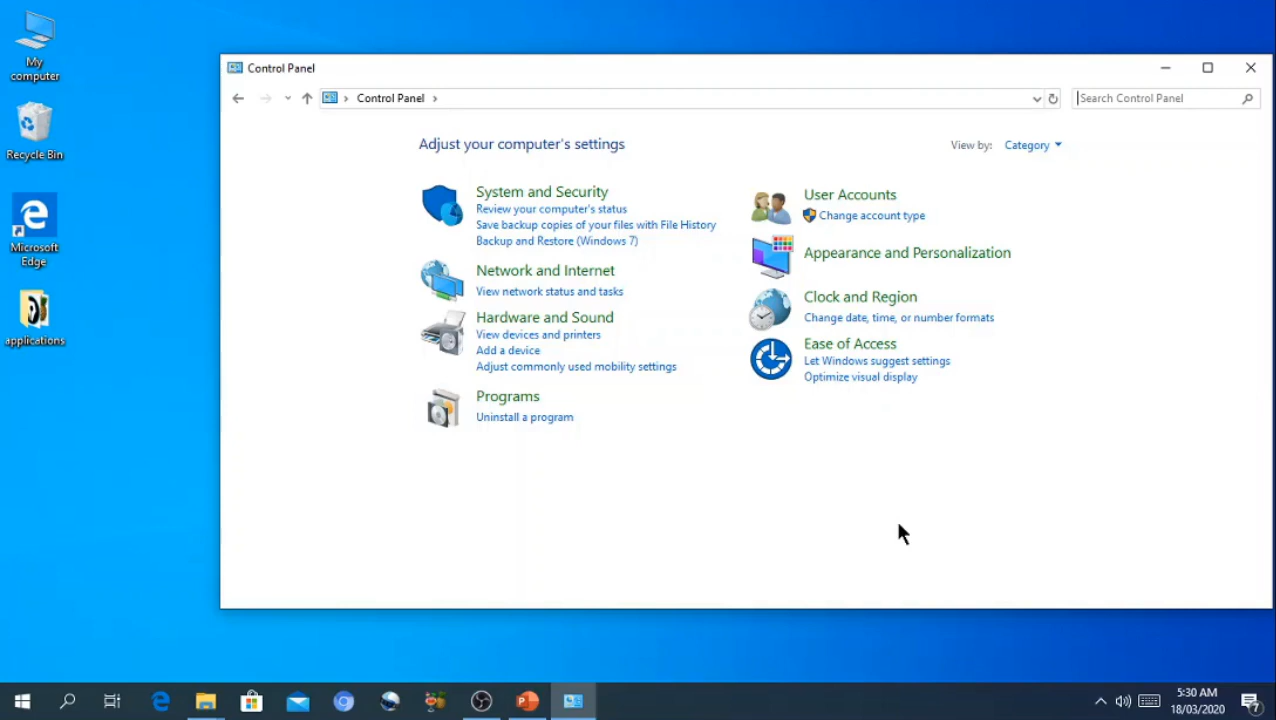 My
computer
Recycle Bin
Microsoft
Edge
applications
Control Panel
Control Panel
Search Control Panel
Adjust your computer's settings
View by: Category
System and Security
Review your computer's status
Save backup copies of your files with File History
Backup and Restore (Windows 7)
Network and Internet
View network status and tasks
Hardware and Sound
View devices and printers
Add a device
Adjust commonly used mobility settings
Programs
Uninstall a program
User Accounts
Change account type
Appearance and Personalization
Clock and Region
Change date, time, or number formats
Ease of Access
Let Windows suggest settings
Optimize visual display
5:30 AM
18/03/2020
7